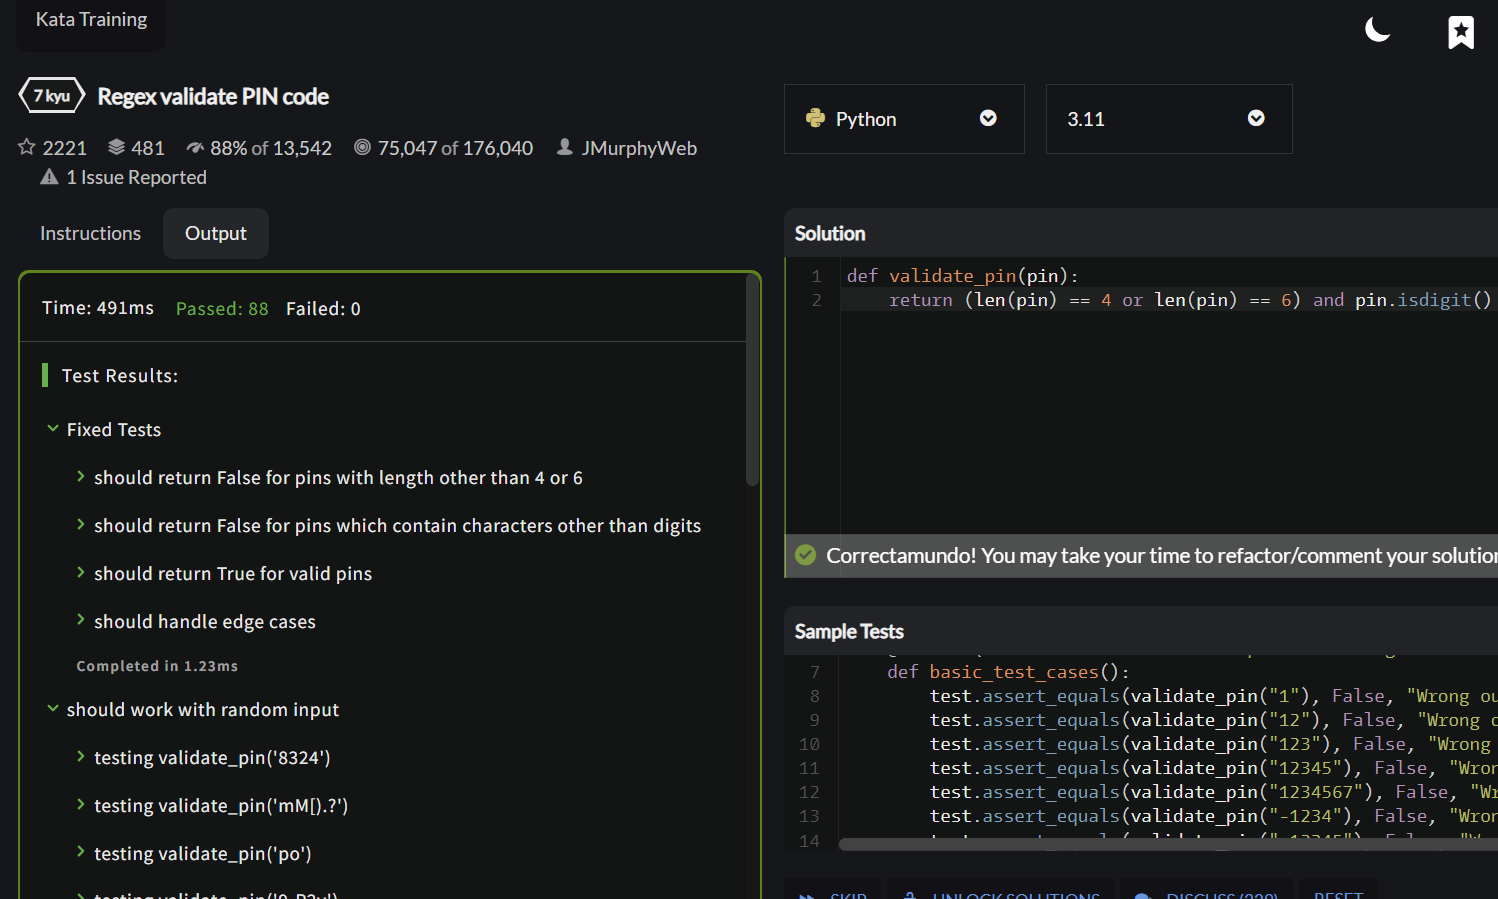 Kata Training
7 kyu Regex validate PIN code
2221 481 88% of 13,542 75,047 of 176,040 JMurphyWeb
1 Issue Reported
Instructions Output
Time: 491ms Passed: 88 Failed: 0
Test Results:
Fixed Tests
should return False for pins with length other than 4 or 6
should return False for pins which contain characters other than digits
should return True for valid pins
should handle edge cases
Completed in 1.23ms
should work with random input
testing validate_pin('8324')
testing validate_pin('mM[).?')
testing validate_pin('po')
Python 3.11
Solution
1 def validate_pin(pin):
2 return (len(pin) == 4 or len(pin) == 6) and pin.isdigit()
Correctamundo! You may take your time to refactor/comment your solution
Sample Tests
7 def basic_test_cases():
8 test.assert_equals(validate_pin("1"), False, "Wrong ou
9 test.assert_equals(validate_pin("12"), False, "Wrong
10 test.assert_equals(validate_pin("123"), False, "Wrong
11 test.assert_equals(validate_pin("12345"), False, "Wron
12 test.assert_equals(validate_pin("1234567"), False, "Wr
13 test.assert_equals(validate_pin("-1234"), False, "Wron
14
SKIP UNLOCK SOLUTIONS DISCUSS RESET